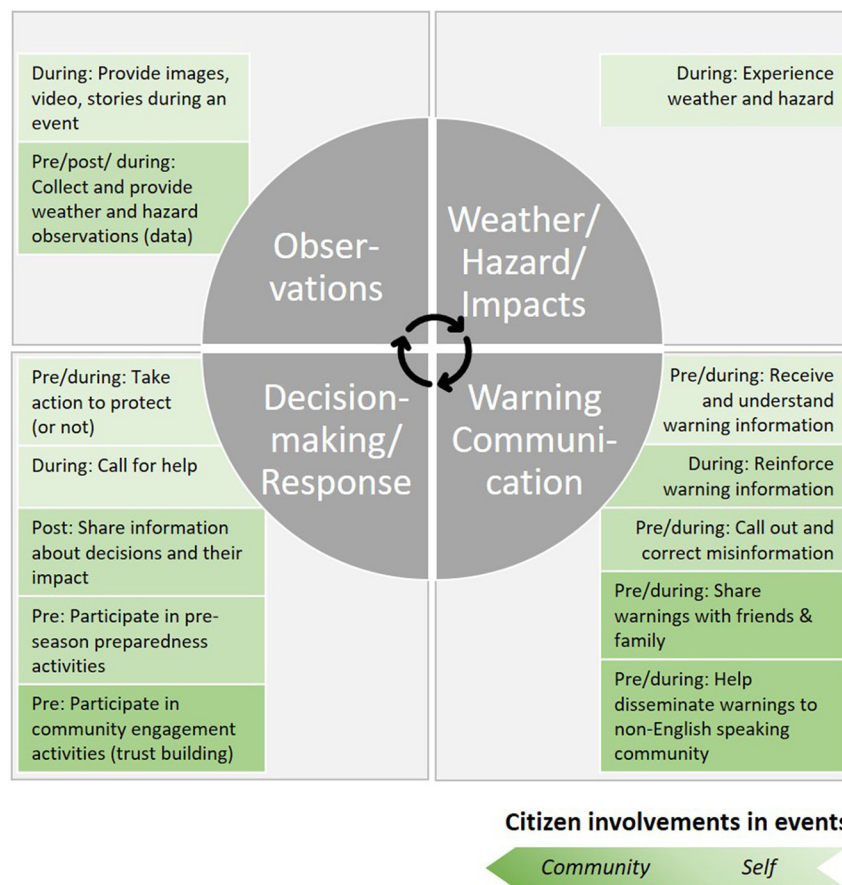 During: Provide images,
video, stories during an
event
Pre/post/ during:
Collect and provide
weather and hazard
observations (data)
Obser-
vations
During: Experience
weather and hazard
Weather/
Hazard/
Impacts
Pre/during: Take
action to protect
(or not)
During: Call for help
Post: Share information
about decisions and their
impact
Pre: Participate in pre-
season preparedness
activities
Pre: Participate in
community engagement
activities (trust building)
Decision-
making/
Response
Warning
Communi-
cation
Pre/during: Receive
and understand
warning information
During: Reinforce
warning information
Pre/during: Call out and
correct misinformation
Pre/during: Share
warnings with friends &
family
Pre/during: Help
disseminate warnings to
non-English speaking
community
Citizen involvements in events
Community Self